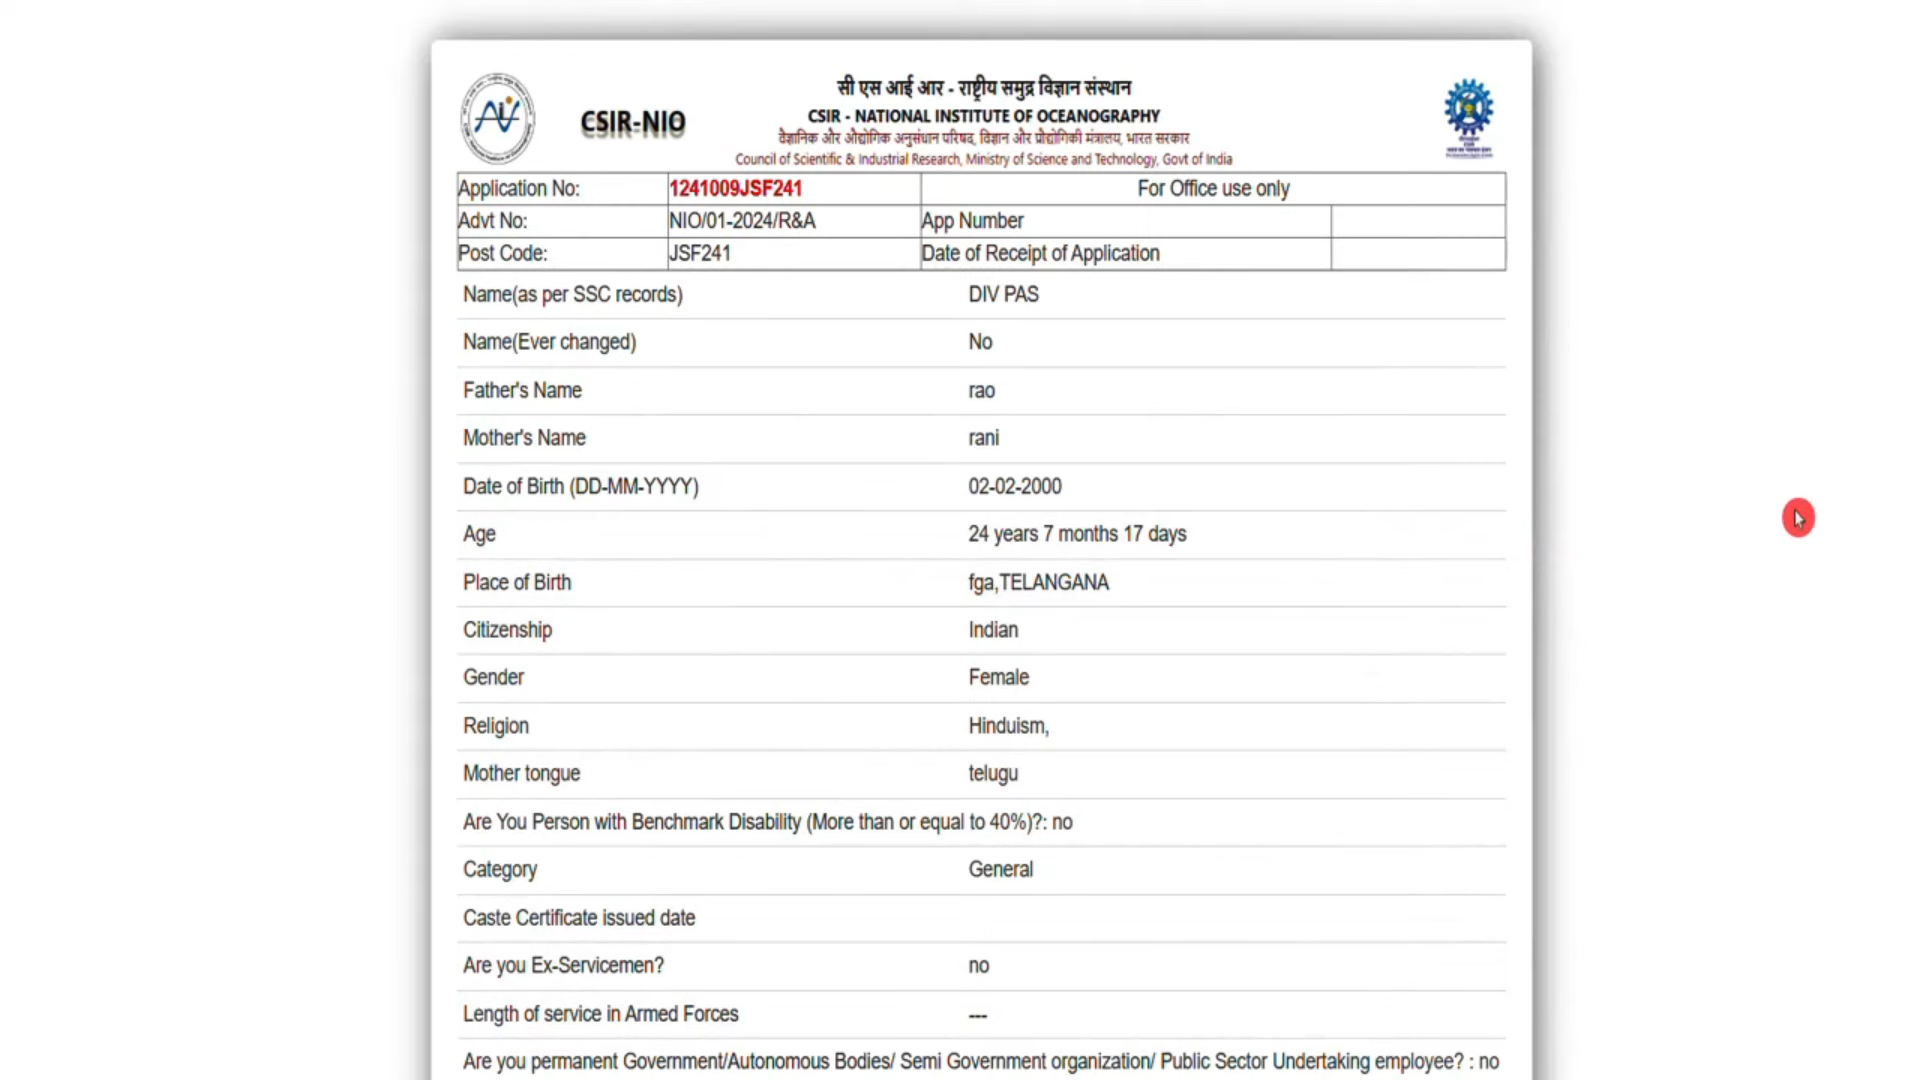 सी एस आई आर - राष्ट्रीय समुद्र विज्ञान संस्थान
CSIR-NIO
CSIR - NATIONAL INSTITUTE OF OCEANOGRAPHY
वैज्ञानिक और औद्योगिक अनुसंधान परिषद, विज्ञान और प्रौद्योगिकी मंत्रालय, भारत सरकार
Council of Scientific & Industrial Research, Ministry of Science and Technology, Govt of India
Application No: 1241009JSF241 For Office use only
Advt No: NIO/01-2024/R&A App Number
Post Code: JSF241 Date of Receipt of Application
Name(as per SSC records) DIV PAS
Name(Ever changed) No
Father's Name rao
Mother's Name rani
Date of Birth (DD-MM-YYYY) 02-02-2000
Age 24 years 7 months 17 days
Place of Birth fga,TELANGANA
Citizenship Indian
Gender Female
Religion Hinduism,
Mother tongue telugu
Are You Person with Benchmark Disability (More than or equal to 40%)?: no
Category General
Caste Certificate issued date
Are you Ex-Servicemen? no
Length of service in Armed Forces ---
Are you permanent Government/Autonomous Bodies/ Semi Government organization/ Public Sector Undertaking employee? : no